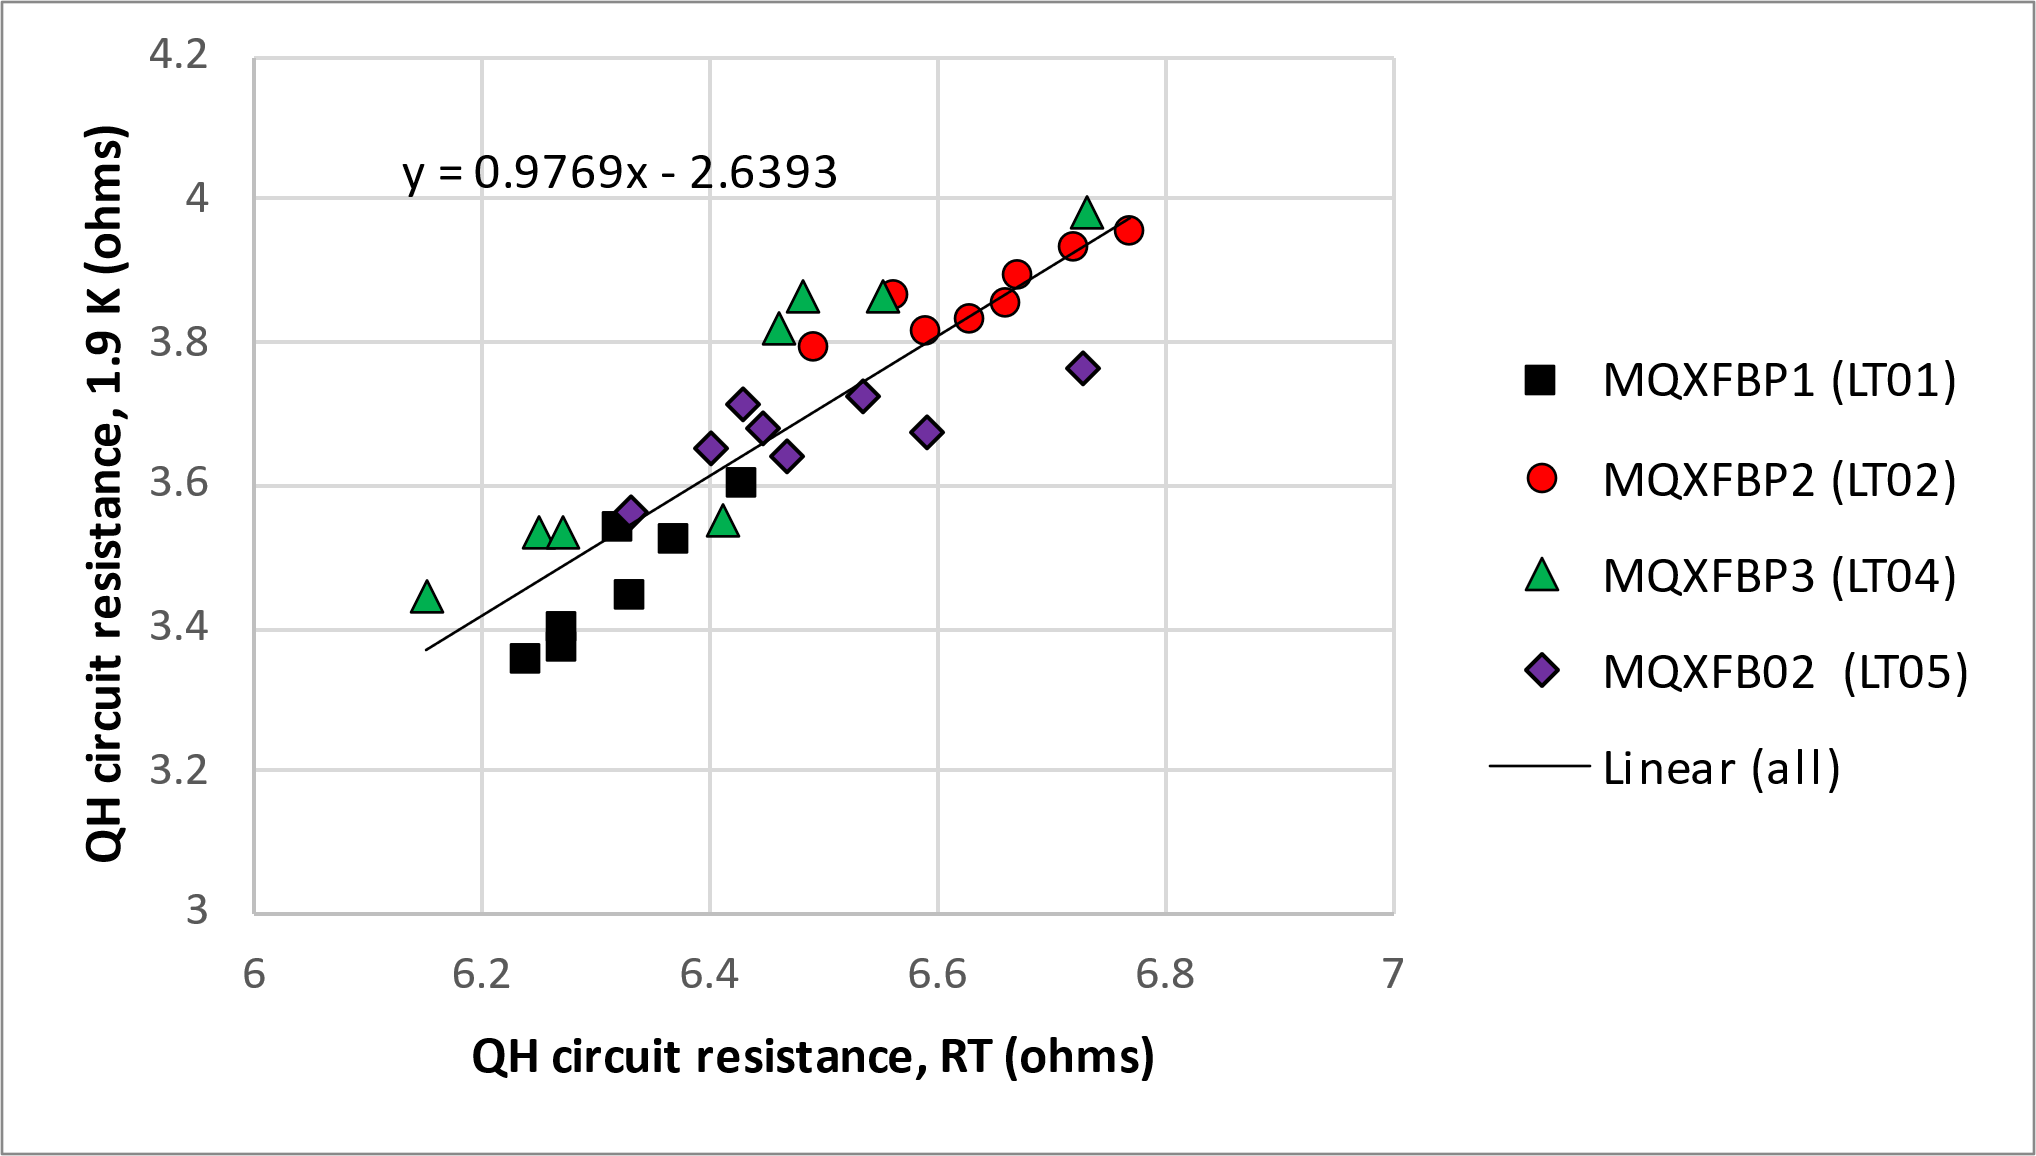 4.2
4
3.8
3.6
3.4
3.2
3
QH circuit resistance, 1.9 K (ohms)
y = 0.9769x - 2.6393
6 6.2 6.4 6.6 6.8 7
QH circuit resistance, RT (ohms)
MQXFBP1 (LT01)
MQXFBP2 (LT02)
MQXFBP3 (LT04)
MQXFB02 (LT05)
Linear (all)